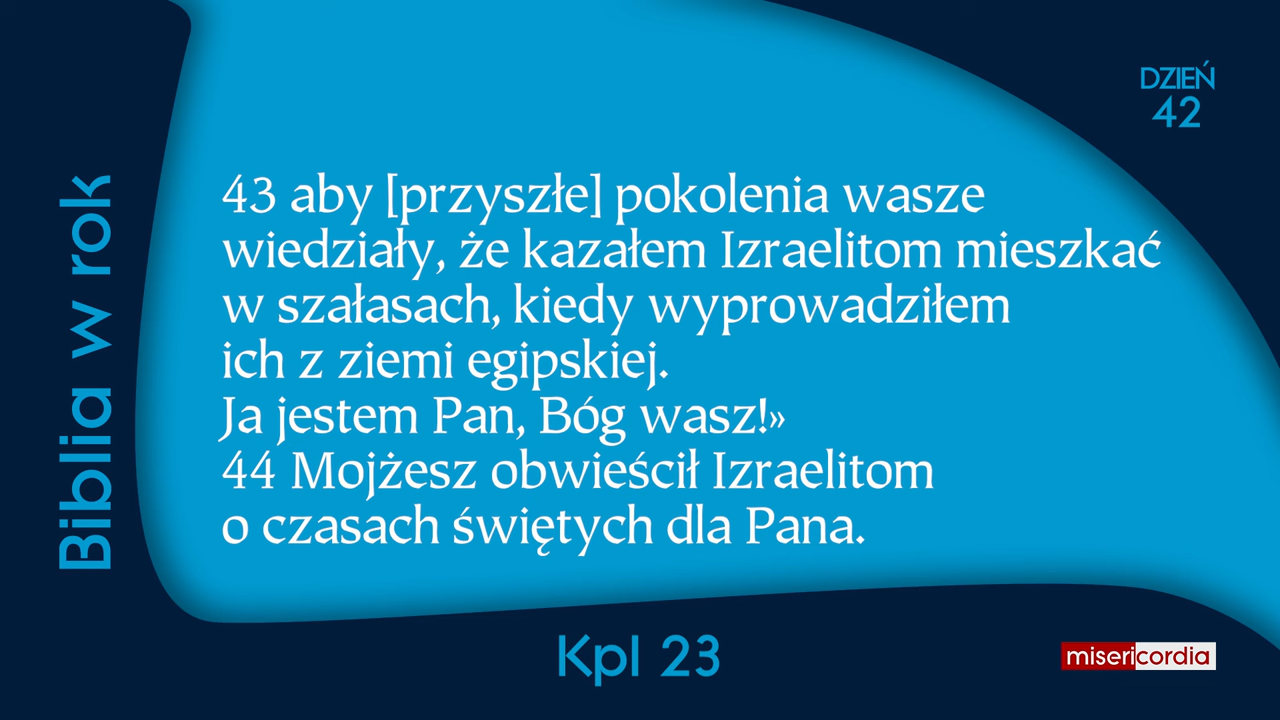 DZIEŃ
42
Biblia w rok
43 aby [przyszłe] pokolenia wasze
wiedziały, że kazałem Izraelitom mieszkać
w szałasach, kiedy wyprowadziłem
ich z ziemi egipskiej.
Ja jestem Pan, Bóg wasz!»
44 Mojżesz obwieścił Izraelitom
o czasach świętych dla Pana.
Kpl 23
misericordia